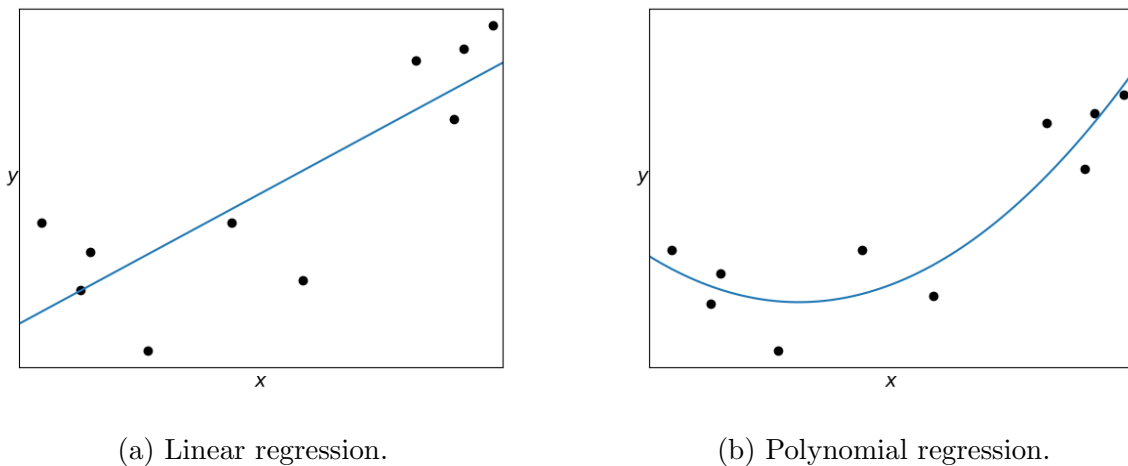 y
x
(a) Linear regression.
y
x
(b) Polynomial regression.